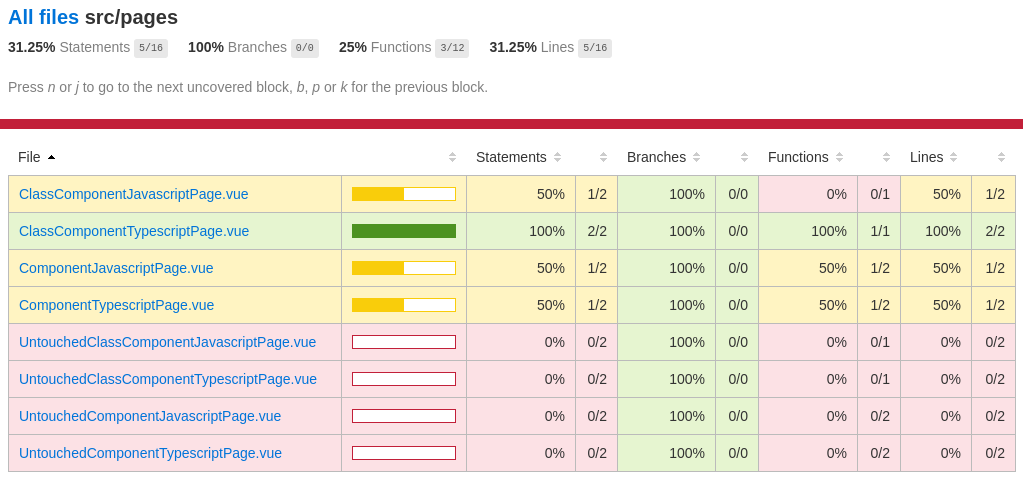 All files src/pages
31.25% Statements 5/16 100% Branches 0/0 25% Functions 3/12 31.25% Lines 5/16
Press n or j to go to the next uncovered block, b, p or k for the previous block.
File Statements Branches Functions Lines
ClassComponentJavascriptPage.vue 50% 1/2 100% 0/0 0% 0/1 50% 1/2
ClassComponentTypescriptPage.vue 100% 2/2 100% 0/0 100% 1/1 100% 2/2
ComponentJavascriptPage.vue 50% 1/2 100% 0/0 50% 1/2 50% 1/2
ComponentTypescriptPage.vue 50% 1/2 100% 0/0 50% 1/2 50% 1/2
UntouchedClassComponentJavascriptPage.vue 0% 0/2 100% 0/0 0% 0/1 0% 0/2
UntouchedClassComponentTypescriptPage.vue 0% 0/2 100% 0/0 0% 0/1 0% 0/2
UntouchedComponentJavascriptPage.vue 0% 0/2 100% 0/0 0% 0/2 0% 0/2
UntouchedComponentTypescriptPage.vue 0% 0/2 100% 0/0 0% 0/2 0% 0/2